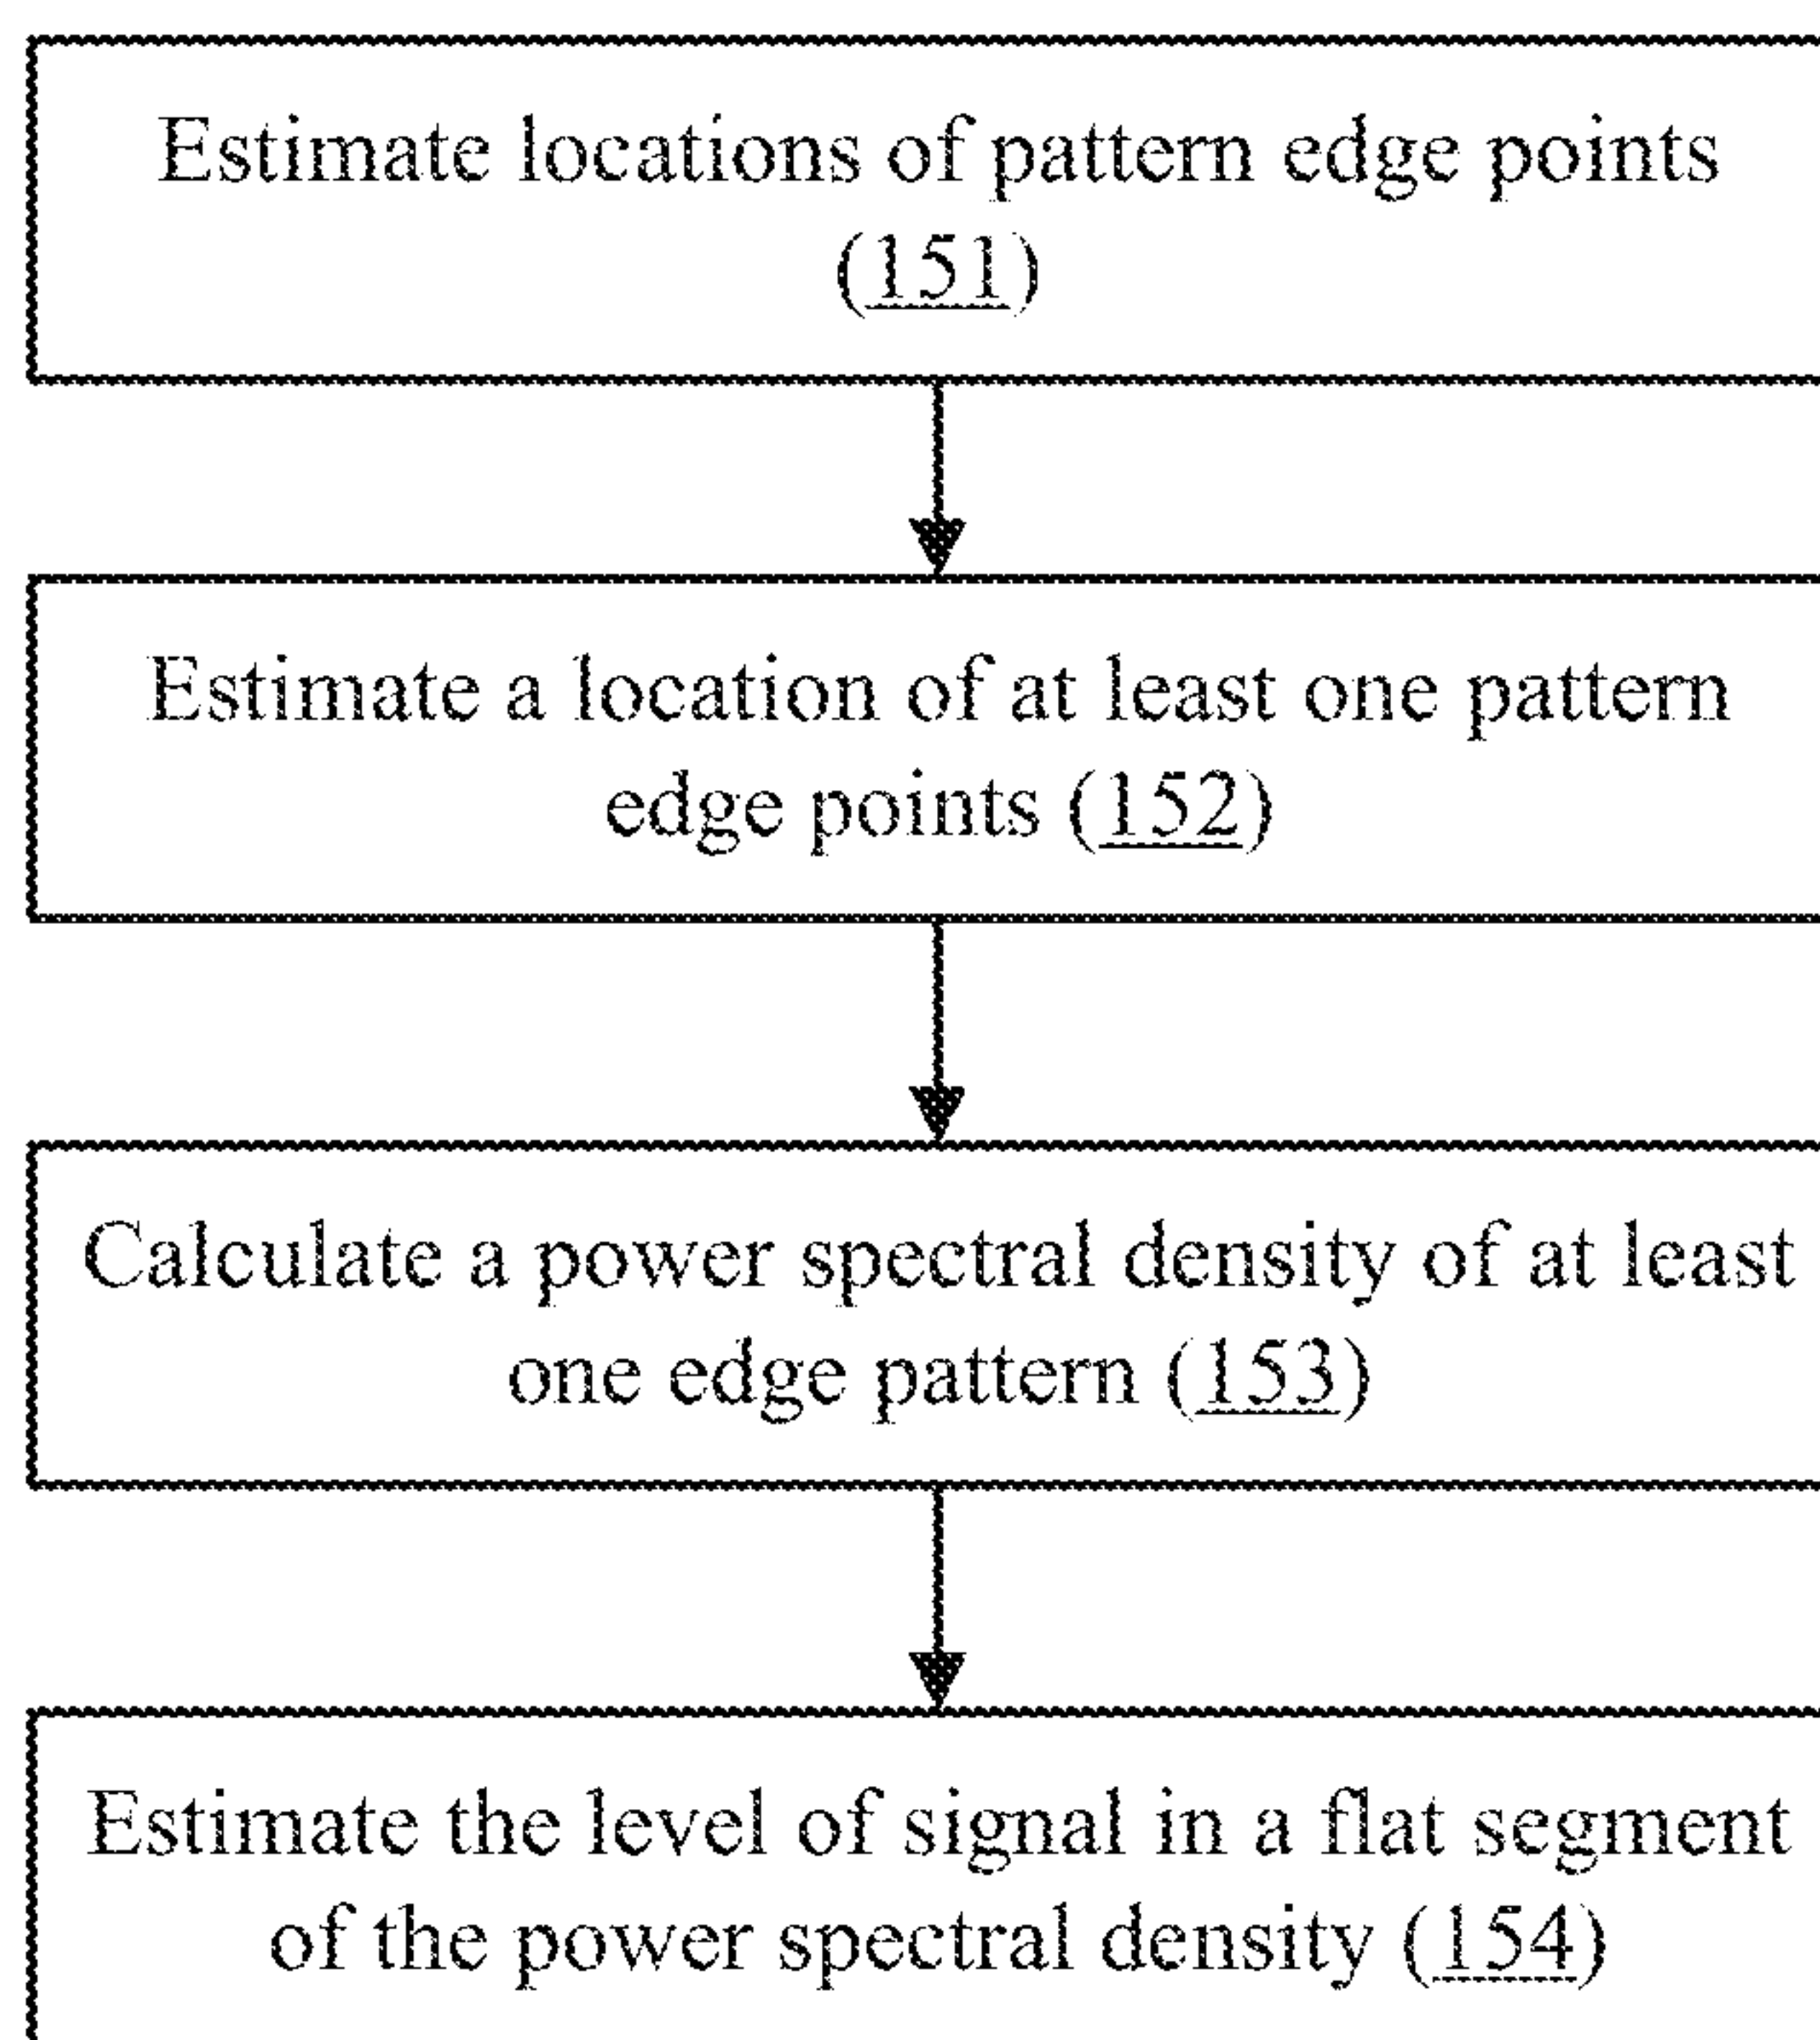 Estimate locations of pattern edge points
(151)
Estimate a location of at least one pattern
edge points (152)
Calculate a power spectral density of at least
one edge pattern (153)
Estimate the level of signal in a flat segment
of the power spectral density (154)